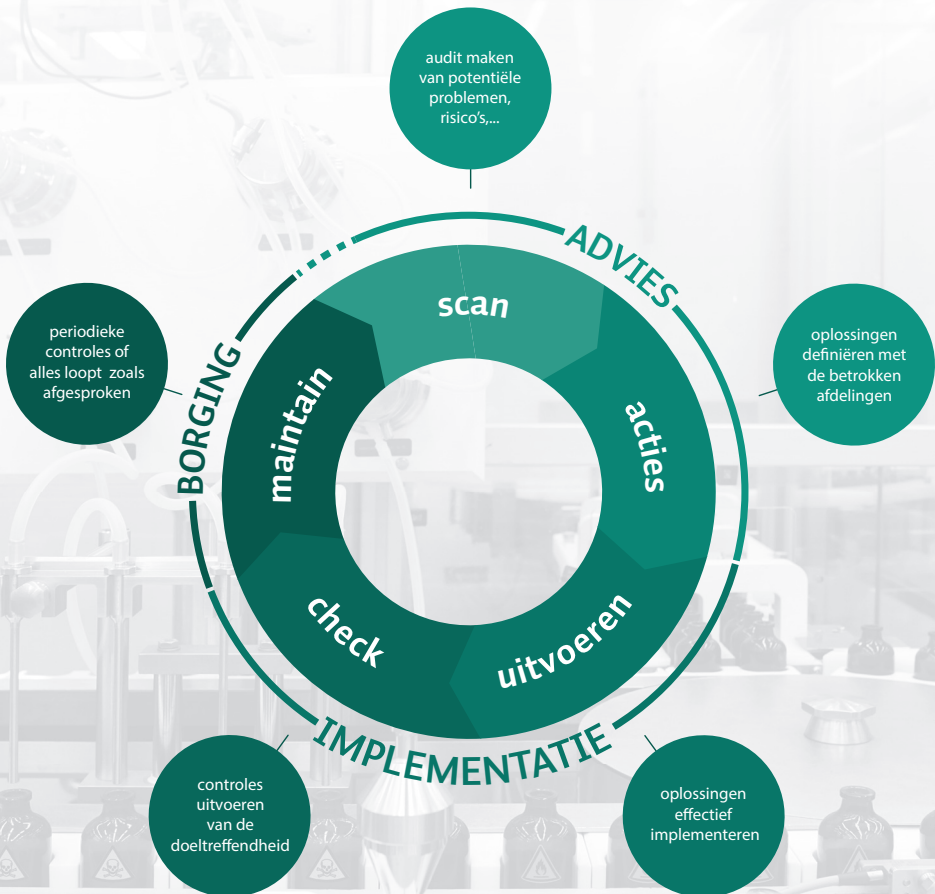 audit maken
van potentiële
problemen,
risico's,...
ADVIES
scan
oplossingen
definiëren met
de betrokken
afdelingen
acties
uitvoeren
oplossingen
effectief
implementeren
IMPLEMENTATIE
check
controles
uitvoeren
van de
doeltreffendheid
BORGING
maintain
periodieke
controles of
alles loopt zoals
afgesproken